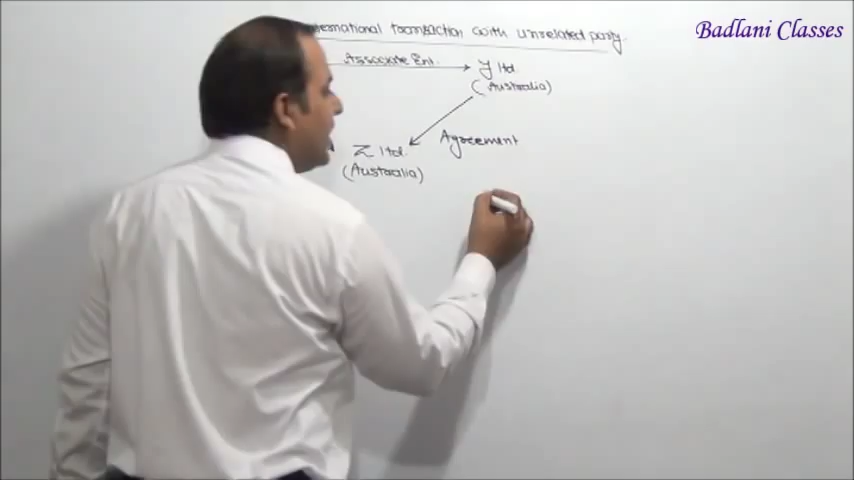 Badlani Classes
international transaction with unrelated party.
Associate Ent.
Y ltd.
(Australia)
Agreement
Z ltd.
(Australia)